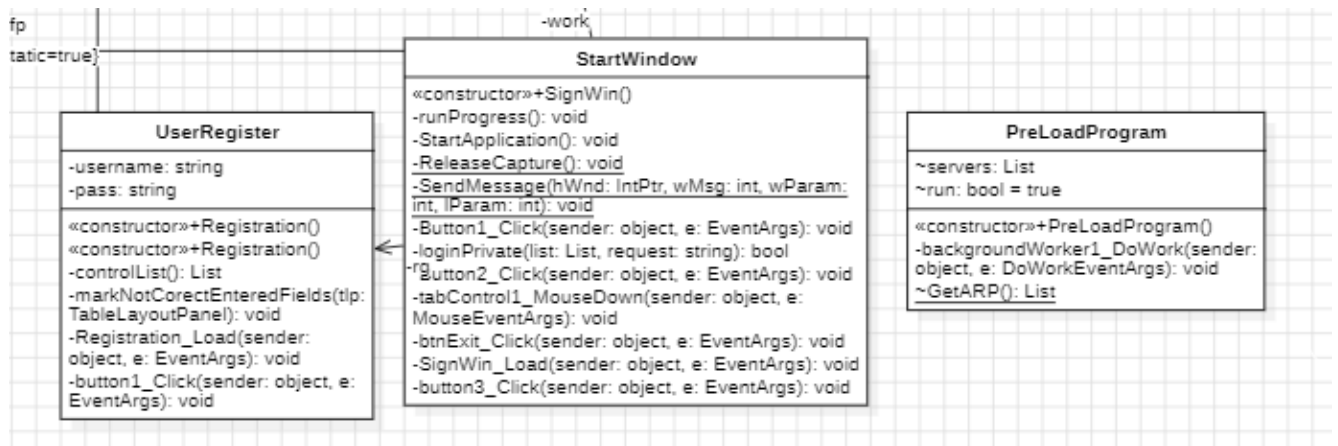 fp
tatic=true}
-work
StartWindow
«constructor»+SignWin()
-runProgress(): void
-StartApplication(): void
-ReleaseCapture(): void
-SendMessage(hWnd: IntPtr, wMsg: int, wParam:
int, lParam: int): void
-Button1_Click(sender: object, e: EventArgs): void
-loginPrivate(list: List, request: string): bool
-rg
-Button2_Click(sender: object, e: EventArgs): void
-tabControl1_MouseDown(sender: object, e:
MouseEventArgs): void
-btnExit_Click(sender: object, e: EventArgs): void
-SignWin_Load(sender: object, e: EventArgs): void
-button3_Click(sender: object, e: EventArgs): void
UserRegister
-username: string
-pass: string
«constructor»+Registration()
«constructor»+Registration()
-controlList(): List
-markNotCorectEnteredFields(tlp:
TableLayoutPanel): void
-Registration_Load(sender:
object, e: EventArgs): void
-button1_Click(sender: object, e:
EventArgs): void
PreLoadProgram
~servers: List
~run: bool = true
«constructor»+PreLoadProgram()
-backgroundWorker1_DoWork(sender:
object, e: DoWorkEventArgs): void
~GetARP(): List